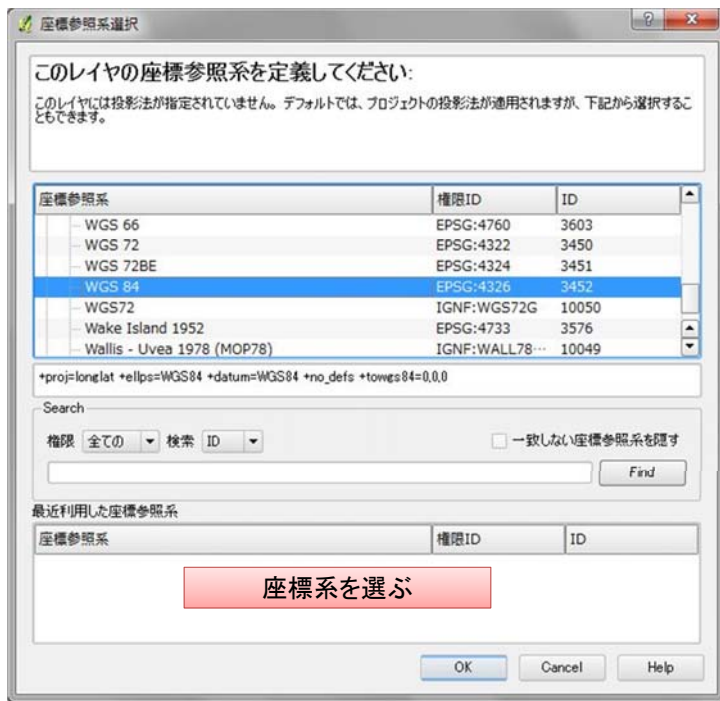 座標参照系選択
このレイヤの座標参照系を定義してください:
このレイヤには投影法が指定されていません。デフォルトでは、プロジェクトの投影法が適用されますが、下記から選択するこ
ともできます。
座標参照系 権限ID ID
WGS 66 EPSG:4760 3603
WGS 72 EPSG:4322 3450
WGS 72BE EPSG:4324 3451
WGS 84 EPSG:4326 3452
WGS72 IGNF:WGS72G 10050
Wake Island 1952 EPSG:4733 3576
Wallis - Uvea 1978 (MOP78) IGNF:WALL78… 10049
+proj=longlat +ellps=WGS84 +datum=WGS84 +no_defs +towgs84=0,0,0
Search
権限 全ての 検索 ID 一致しない座標参照系を隠す
Find
最近利用した座標参照系
座標参照系 権限ID ID
座標系を選ぶ
OK Cancel Help